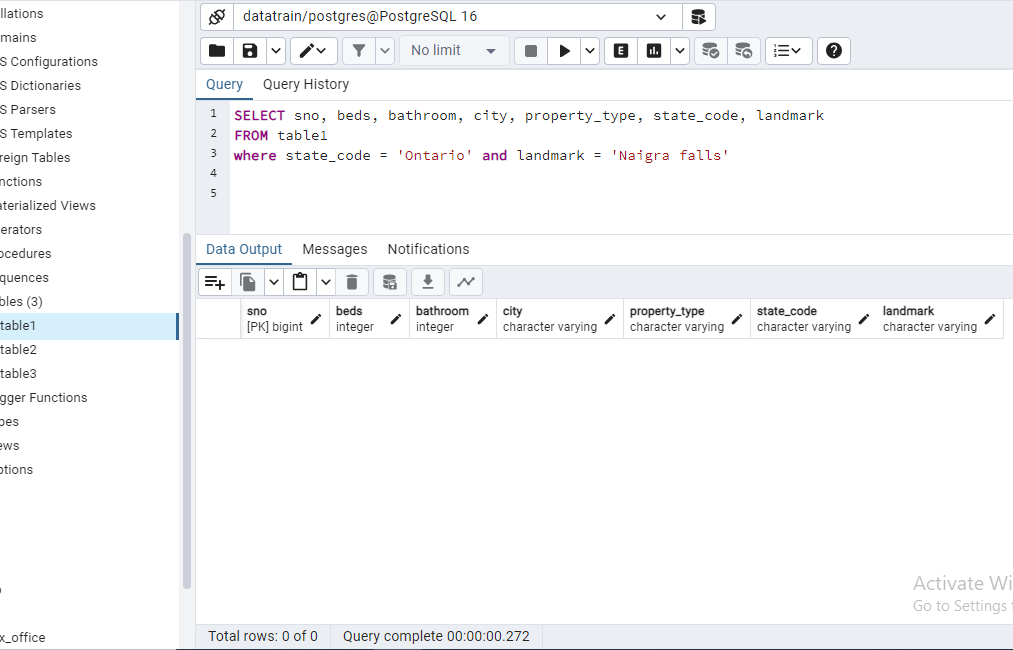 llations
mains
S Configurations
S Dictionaries
S Parsers
S Templates
reign Tables
nctions
aterialized Views
erators
ocedures
quences
bles (3)
table1
table2
table3
gger Functions
pes
ews
ptions
x_office
datatrain/postgres@PostgreSQL 16
No limit
E
?
Query Query History
1 SELECT sno, beds, bathroom, city, property_type, state_code, landmark
2 FROM table1
3 where state_code = 'Ontario' and landmark = 'Naigra falls'
4
5
Data Output Messages Notifications
sno beds bathroom city property_type state_code landmark
[PK] bigint integer integer character varying character varying character varying character varying
Activate Wi
Go to Settings t
Total rows: 0 of 0 Query complete 00:00:00.272